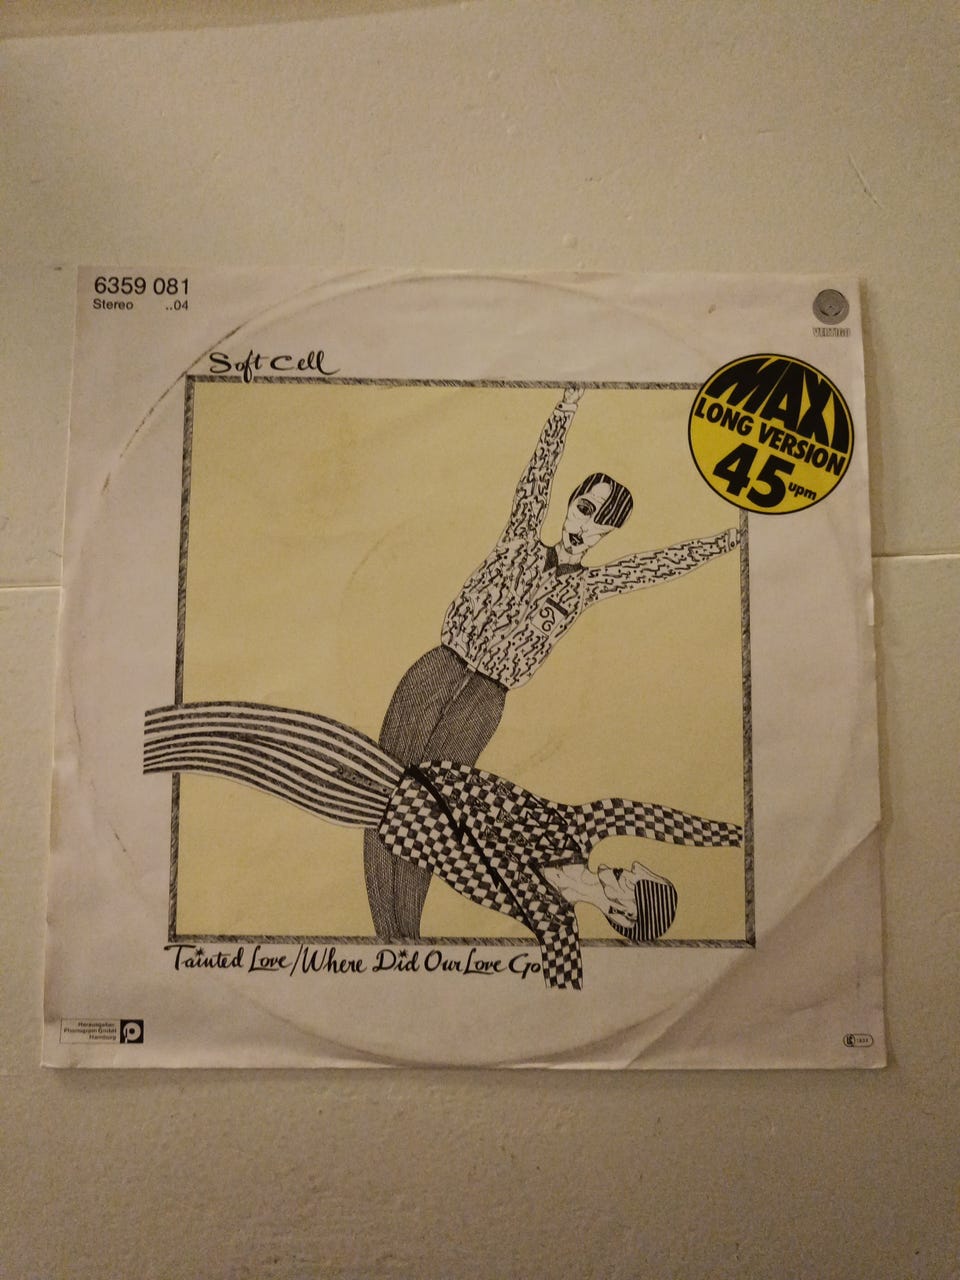 6359 081
Stereo ..04
VERTIGO
Soft Cell
MAXI
LONG VERSION
45 upm
Tainted Love/Where Did Our Love Go
Herausgeber:
Phonogram GmbH
Hamburg